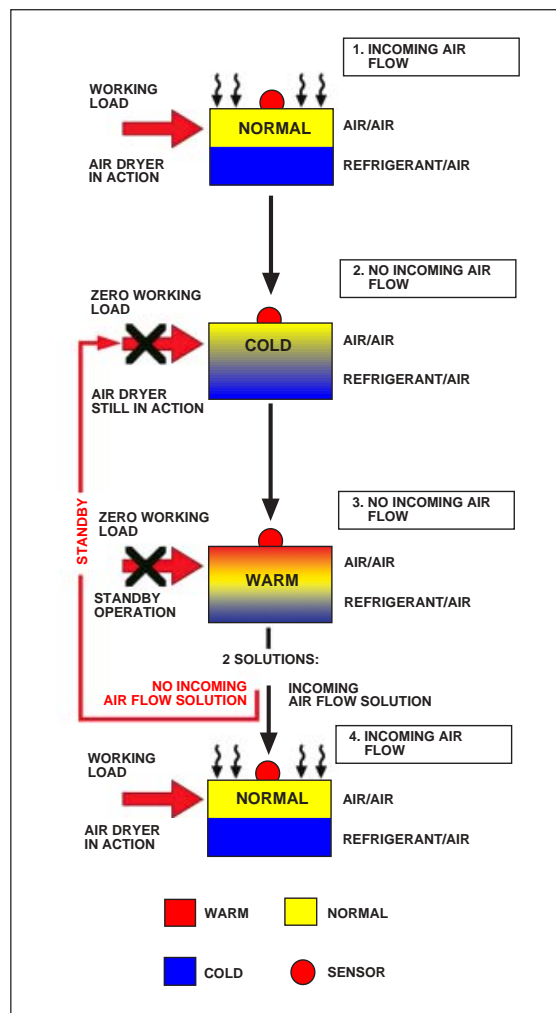 1. INCOMING AIR
FLOW
WORKING
LOAD
NORMAL
AIR/AIR
AIR DRYER
IN ACTION
REFRIGERANT/AIR
2. NO INCOMING AIR
FLOW
ZERO WORKING
LOAD
COLD
AIR/AIR
REFRIGERANT/AIR
AIR DRYER
STILL IN ACTION
STANDBY
3. NO INCOMING AIR
FLOW
ZERO WORKING
LOAD
WARM
AIR/AIR
STANDBY
OPERATION
REFRIGERANT/AIR
2 SOLUTIONS:
NO INCOMING
AIR FLOW SOLUTION
INCOMING
AIR FLOW SOLUTION
4. INCOMING AIR
FLOW
WORKING
LOAD
NORMAL
AIR/AIR
AIR DRYER
IN ACTION
REFRIGERANT/AIR
WARM
NORMAL
COLD
SENSOR